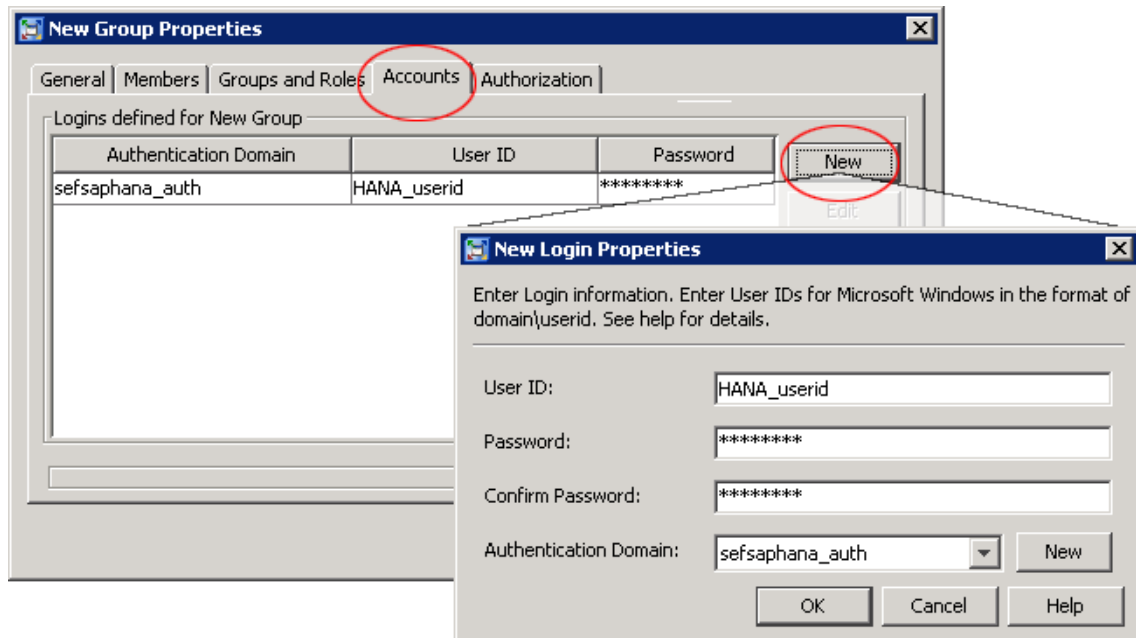 New Group Properties
General Members Groups and Roles Accounts Authorization
Logins defined for New Group
Authentication Domain User ID Password
sefsaphana_auth HANA_userid ********
New
Edit
New Login Properties
Enter Login information. Enter User IDs for Microsoft Windows in the format of
domain\userid. See help for details.
User ID: HANA_userid
Password: ********
Confirm Password: ********
Authentication Domain: sefsaphana_auth New
OK Cancel Help